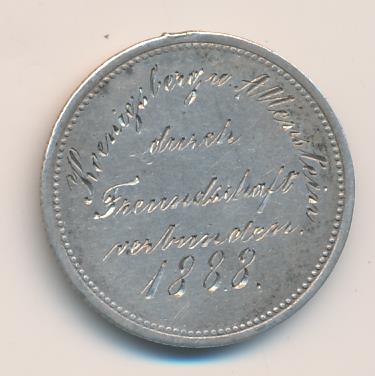 Koenigsberg u. Allenstein
durch
Freundschaft
verbunden.
1888.